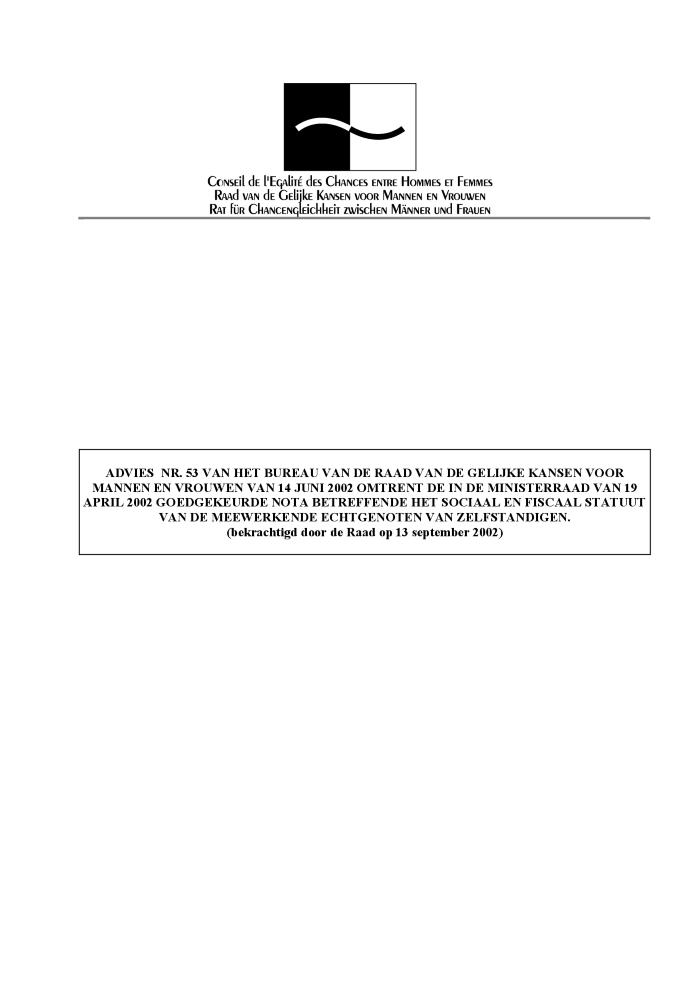 Conseil de l'Egalité des Chances entre Hommes et Femmes
Raad van de Gelijke Kansen voor Mannen en Vrouwen
Rat für Chancengleichheit zwischen Männer und Frauen
ADVIES NR. 53 VAN HET BUREAU VAN DE RAAD VAN DE GELIJKE KANSEN VOOR
MANNEN EN VROUWEN VAN 14 JUNI 2002 OMTRENT DE IN DE MINISTERRAAD VAN 19
APRIL 2002 GOEDGEKEURDE NOTA BETREFFENDE HET SOCIAAL EN FISCAAL STATUUT
VAN DE MEEWERKENDE ECHTGENOTEN VAN ZELFSTANDIGEN.
(bekrachtigd door de Raad op 13 september 2002)